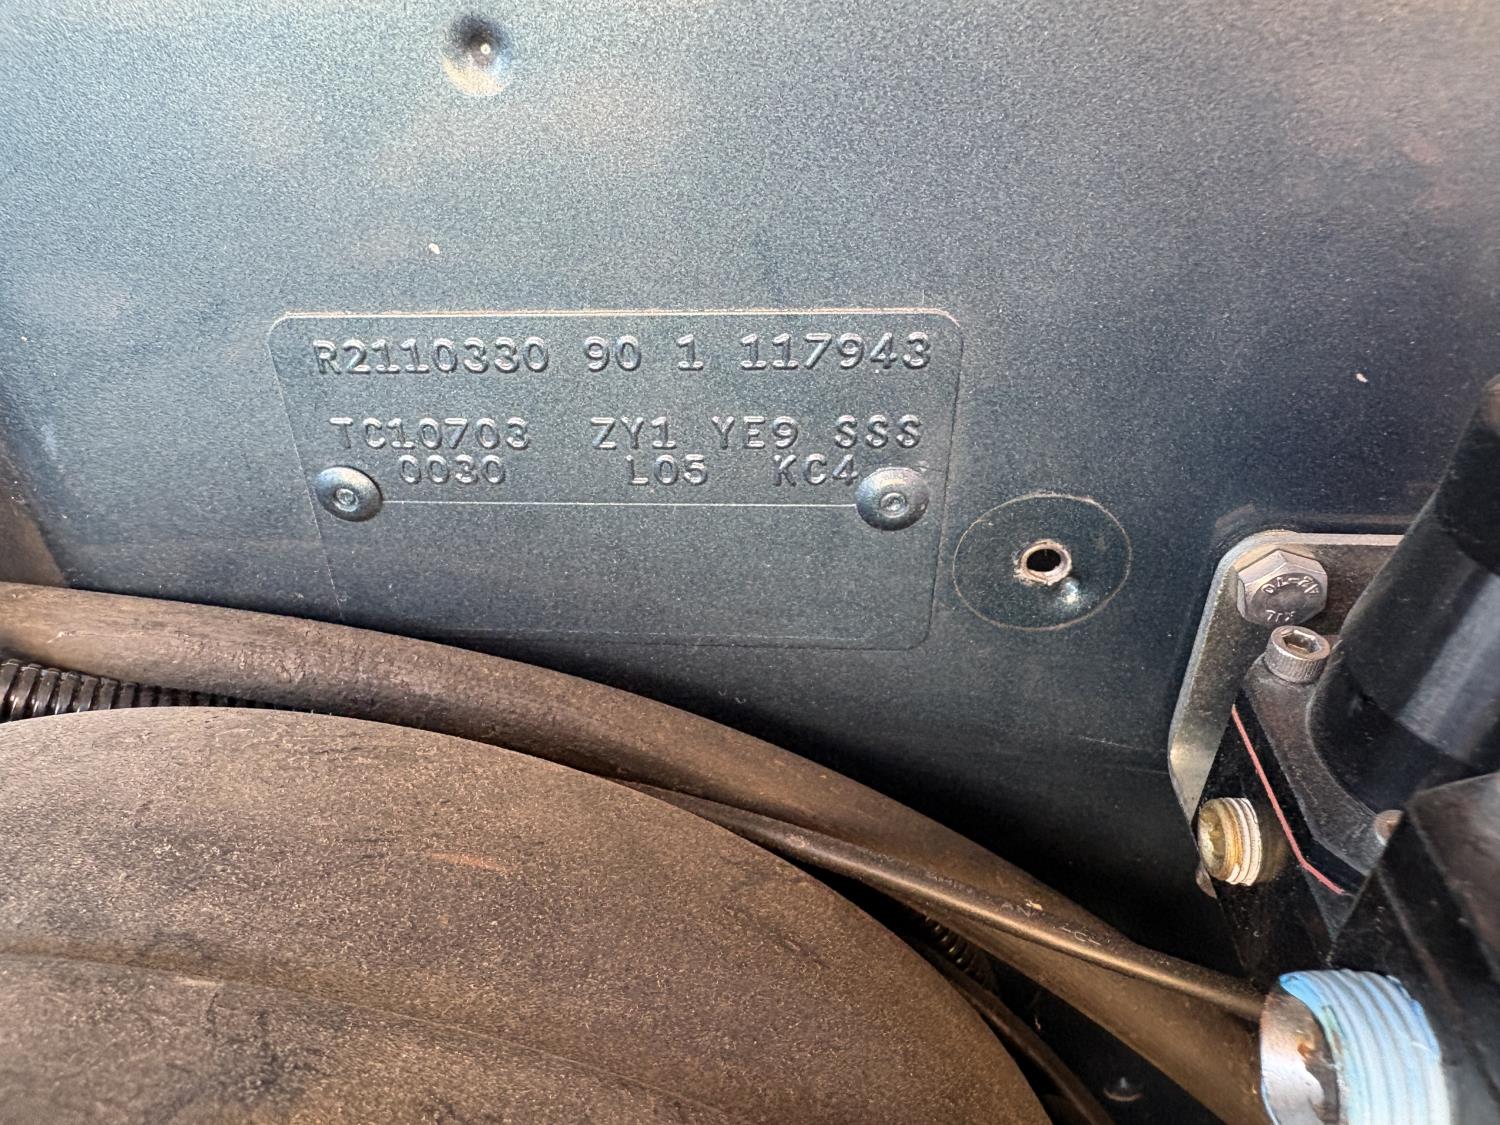 R2110330 90 1 117943
TC10703 ZY1 YE9 SSS
0030 L05 KC4